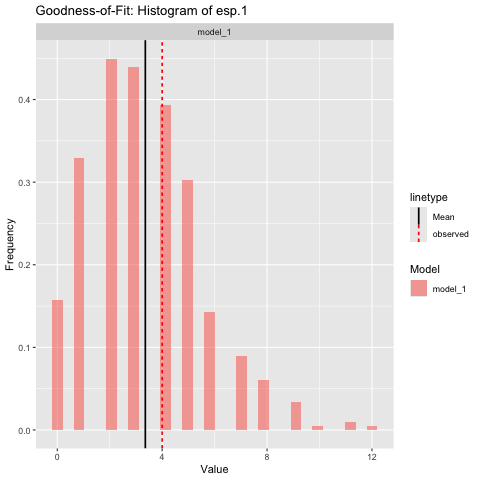 Goodness-of-Fit: Histogram of esp.1
model_1
Frequency
0.4
0.3
0.2
0.1
0.0
0
4
8
12
Value
linetype
Mean
observed
Model
model_1